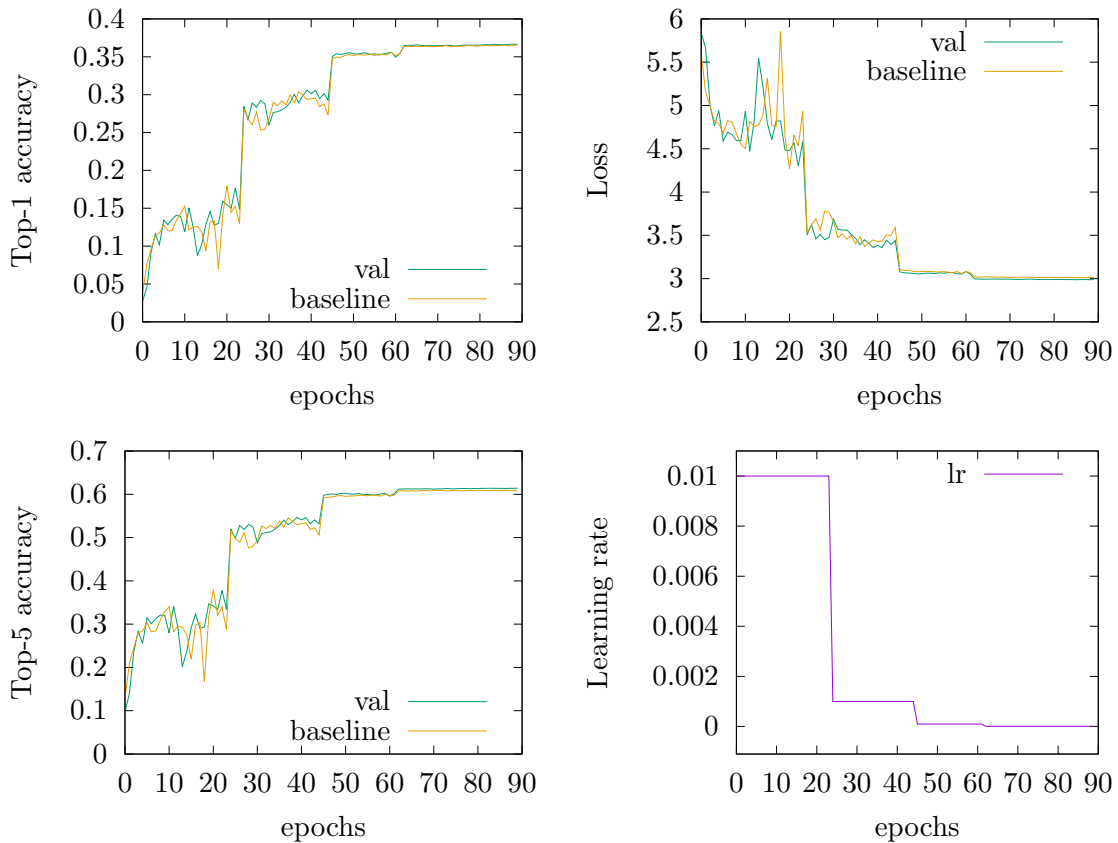 Top-1 accuracy
0.4
0.35
0.3
0.25
0.2
0.15
0.1
0.05
0
val
baseline
0 10 20 30 40 50 60 70 80 90
epochs
Loss
6
5.5
5
4.5
4
3.5
3
2.5
val
baseline
0 10 20 30 40 50 60 70 80 90
epochs
Top-5 accuracy
0.7
0.6
0.5
0.4
0.3
0.2
0.1
0
val
baseline
0 10 20 30 40 50 60 70 80 90
epochs
Learning rate
0.01
0.008
0.006
0.004
0.002
0
lr
0 10 20 30 40 50 60 70 80 90
epochs